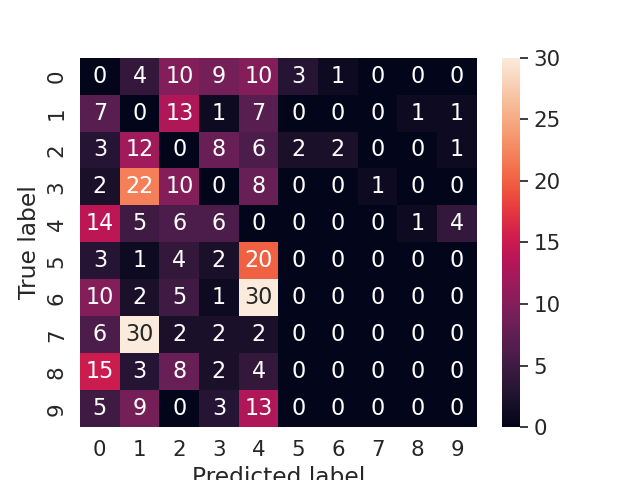 0 0 4 10 9 10 3 1 0 0 0 30
1 7 0 13 1 7 0 0 0 1 1 25
2 3 12 0 8 6 2 2 0 0 1
3 2 22 10 0 8 0 0 1 0 0 20
4 14 5 6 6 0 0 0 0 1 4 15
5 3 1 4 2 20 0 0 0 0 0
6 10 2 5 1 30 0 0 0 0 0 10
7 6 30 2 2 2 0 0 0 0 0
8 15 3 8 2 4 0 0 0 0 0 5
9 5 9 0 3 13 0 0 0 0 0 0
0 1 2 3 4 5 6 7 8 9
True label
Predicted label